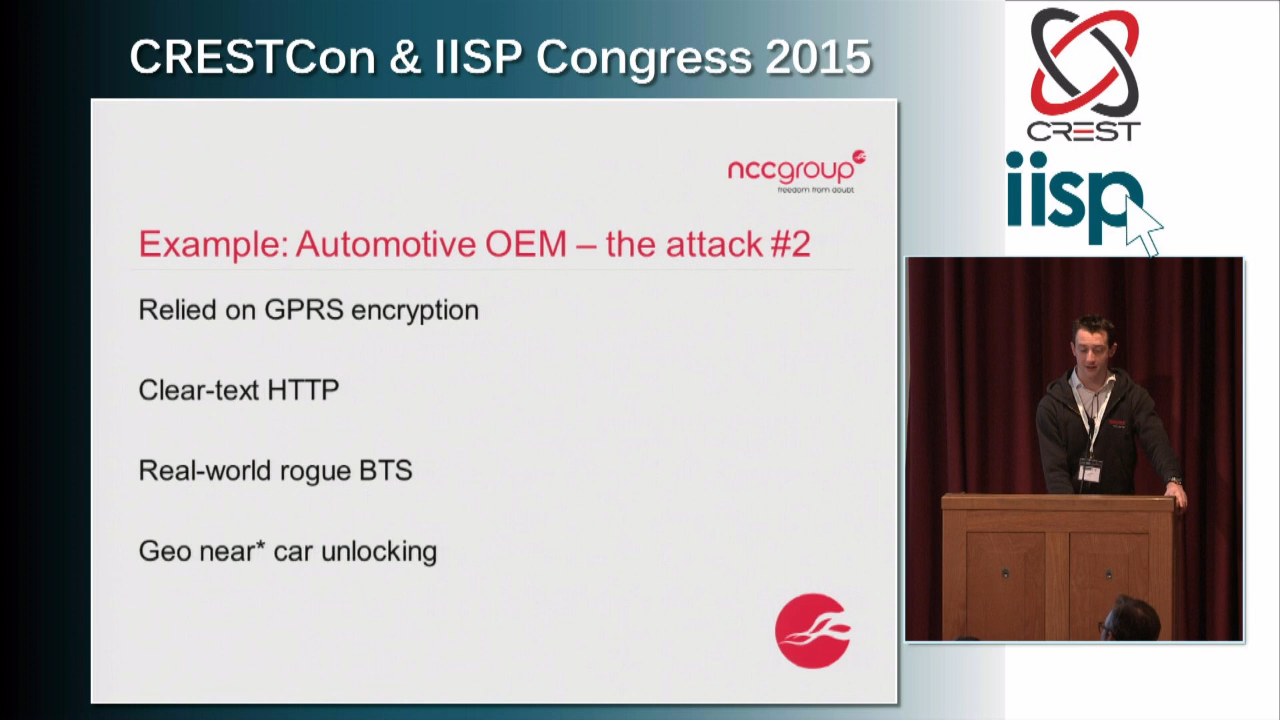 CRESTCon & IISP Congress 2015
CREST
iisp
nccgroup
freedom from doubt
Example: Automotive OEM – the attack #2
Relied on GPRS encryption
Clear-text HTTP
Real-world rogue BTS
Geo near* car unlocking